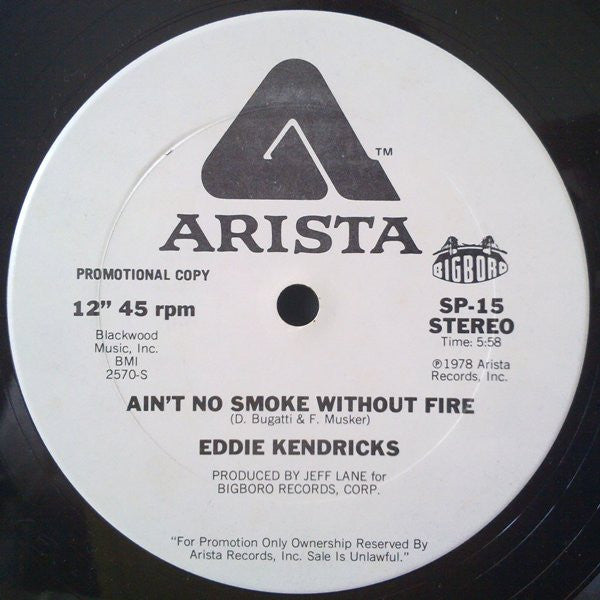 TM
ARISTA
BIGBORO
PROMOTIONAL COPY
12" 45 rpm
Blackwood
Music, Inc.
BMI
2570-S
SP-15
STEREO
Time: 5:58
℗1978 Arista
Records, Inc.
AIN'T NO SMOKE WITHOUT FIRE
(D. Bugatti & F. Musker)
EDDIE KENDRICKS
PRODUCED BY JEFF LANE for
BIGBORO RECORDS, CORP.
"For Promotion Only Ownership Reserved By
Arista Records, Inc. Sale Is Unlawful."